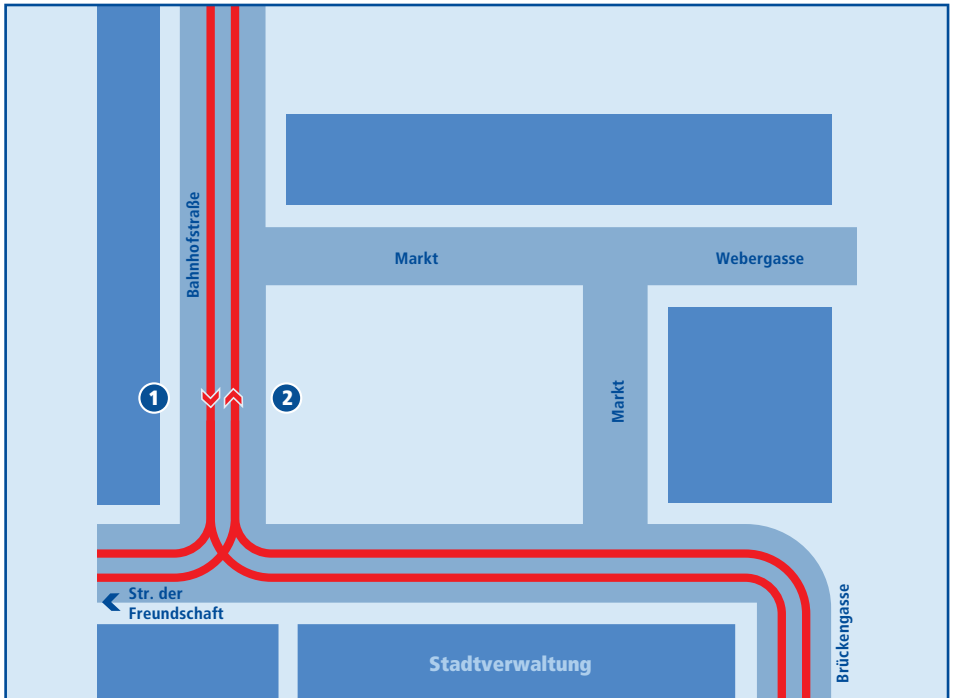 Bahnhofstraße
Markt
Webergasse
1
2
Markt
Str. der
Freundschaft
Brückengasse
Stadtverwaltung